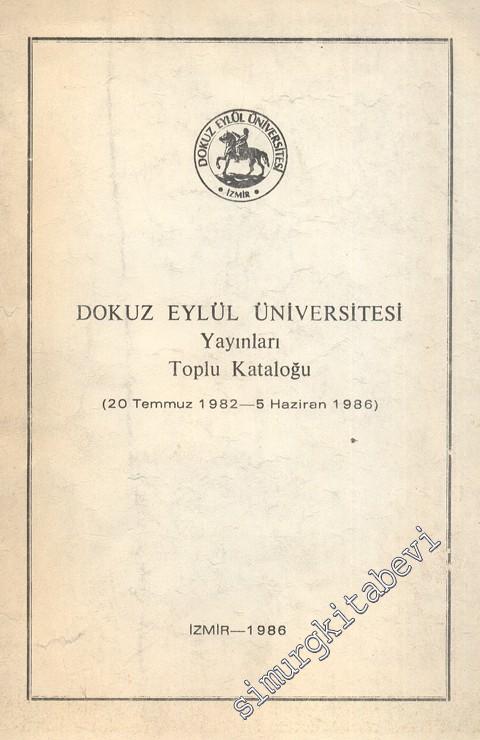 DOKUZ EYLÜL ÜNİVERSİTESİ
• İZMİR •
DOKUZ EYLÜL ÜNİVERSİTESİ
Yayınları
Toplu Kataloğu
(20 Temmuz 1982—5 Haziran 1986)
İZMİR—1986
simurgkitabevi